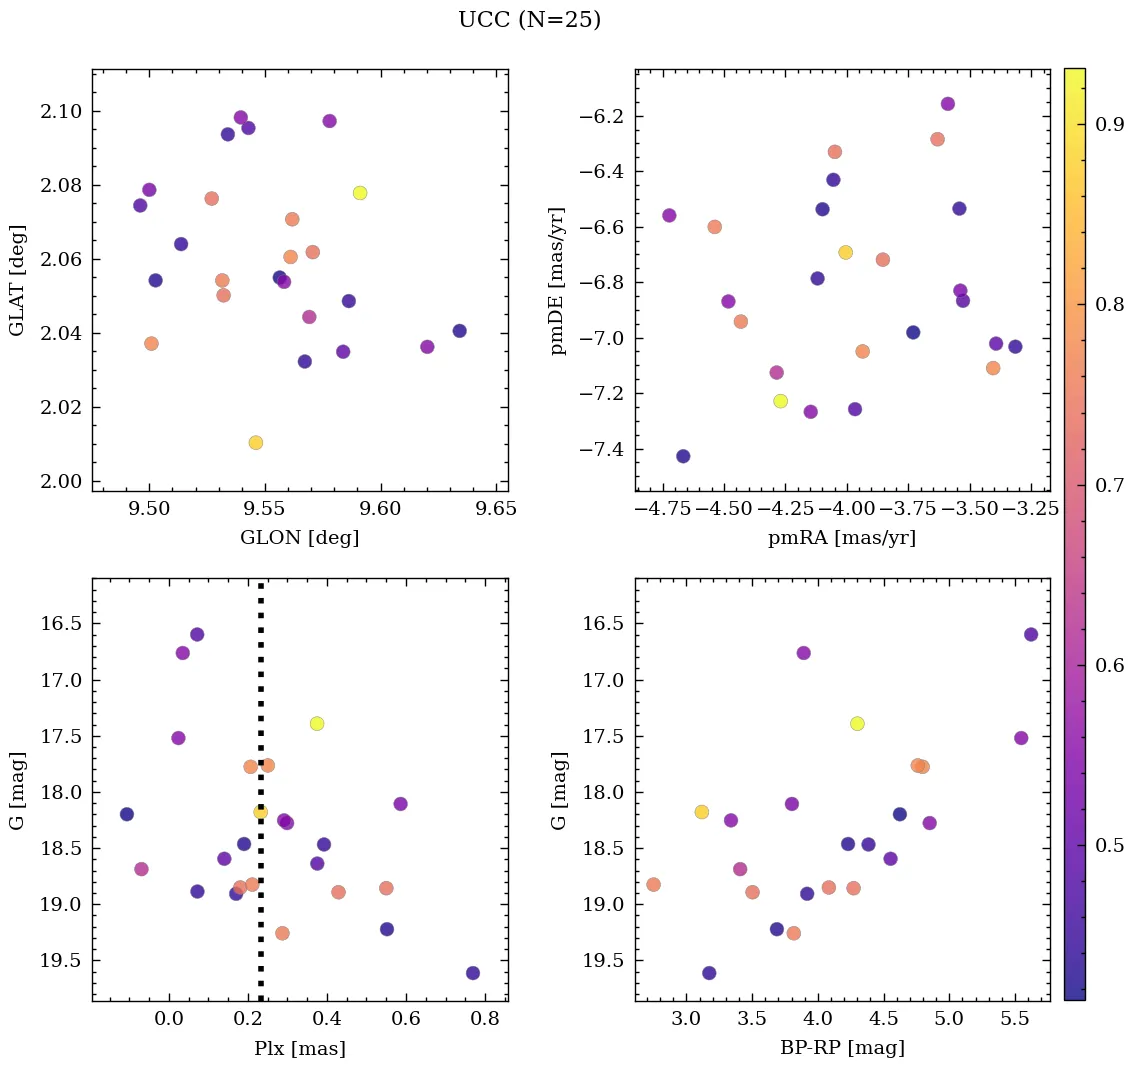 UCC (N=25)
2.10
2.08
2.06
2.04
2.02
2.00
GLAT [deg]
9.50 9.55 9.60 9.65
GLON [deg]
−6.2
−6.4
−6.6
−6.8
−7.0
−7.2
−7.4
pmDE [mas/yr]
−4.75 −4.50 −4.25 −4.00 −3.75 −3.50 −3.25
pmRA [mas/yr]
16.5
17.0
17.5
18.0
18.5
19.0
19.5
G [mag]
0.0 0.2 0.4 0.6 0.8
Plx [mas]
16.5
17.0
17.5
18.0
18.5
19.0
19.5
G [mag]
3.0 3.5 4.0 4.5 5.0 5.5
BP-RP [mag]
0.9
0.8
0.7
0.6
0.5